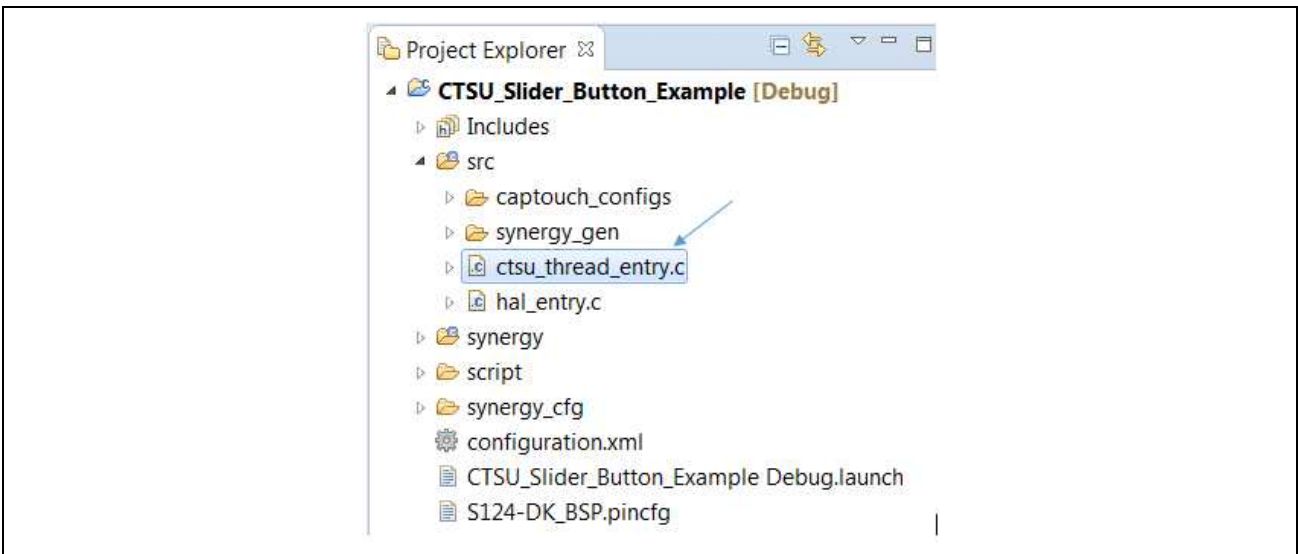 Project Explorer
CTSU_Slider_Button_Example [Debug]
Includes
src
captouch_configs
synergy_gen
ctsu_thread_entry.c
hal_entry.c
synergy
script
synergy_cfg
configuration.xml
CTSU_Slider_Button_Example Debug.launch
S124-DK_BSP.pincfg